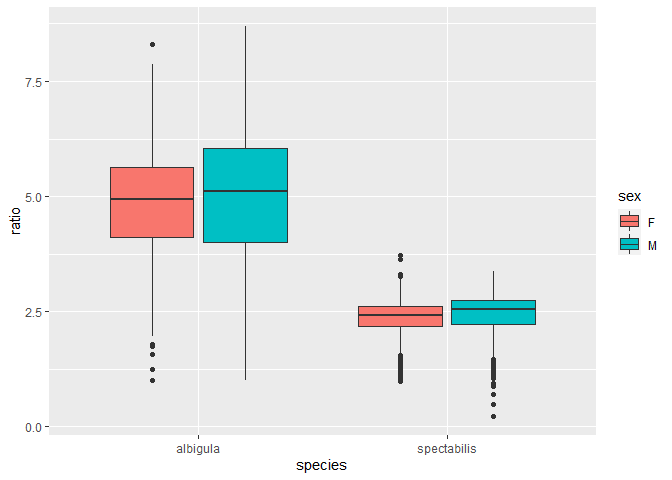 7.5
5.0
2.5
0.0
ratio
albigula spectabilis
species
sex
F
M